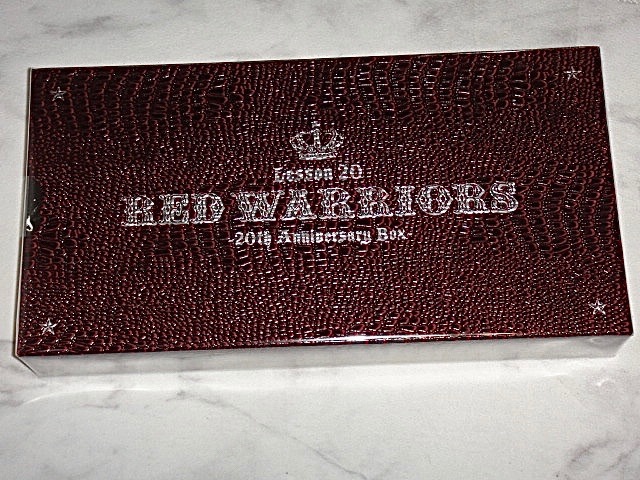 Lesson 20
RED WARRIORS
-20th Anniversary Box-